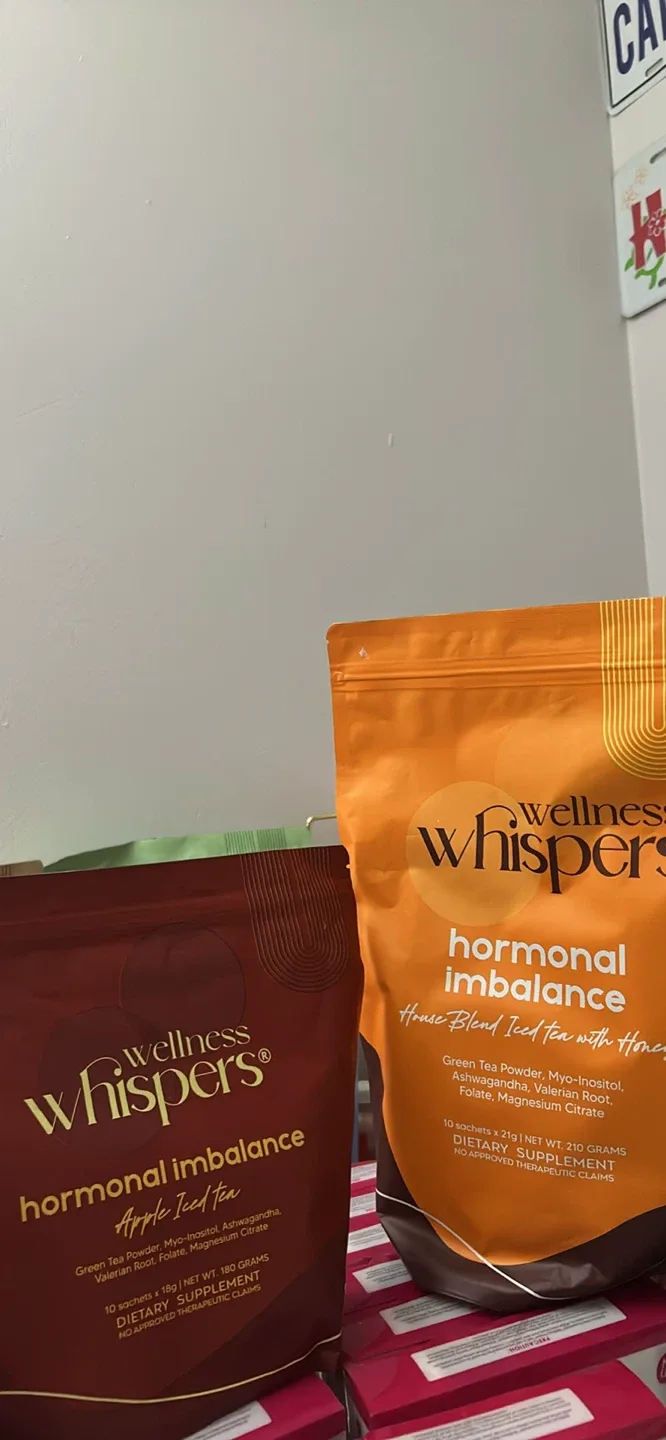 CA
H
wellness
whispers®
hormonal imbalance
Apple Iced tea
Green Tea Powder, Myo-Inositol, Ashwagandha,
Valerian Root, Folate, Magnesium Citrate
10 sachets x 18g | NET WT. 180 GRAMS
DIETARY SUPPLEMENT
NO APPROVED THERAPEUTIC CLAIMS
wellness
whispers
hormonal
imbalance
House Blend Iced tea with Honey
Green Tea Powder, Myo-Inositol,
Ashwagandha, Valerian Root,
Folate, Magnesium Citrate
10 sachets x 21g | NET WT. 210 GRAMS
DIETARY SUPPLEMENT
NO APPROVED THERAPEUTIC CLAIMS
PRECAUTION: